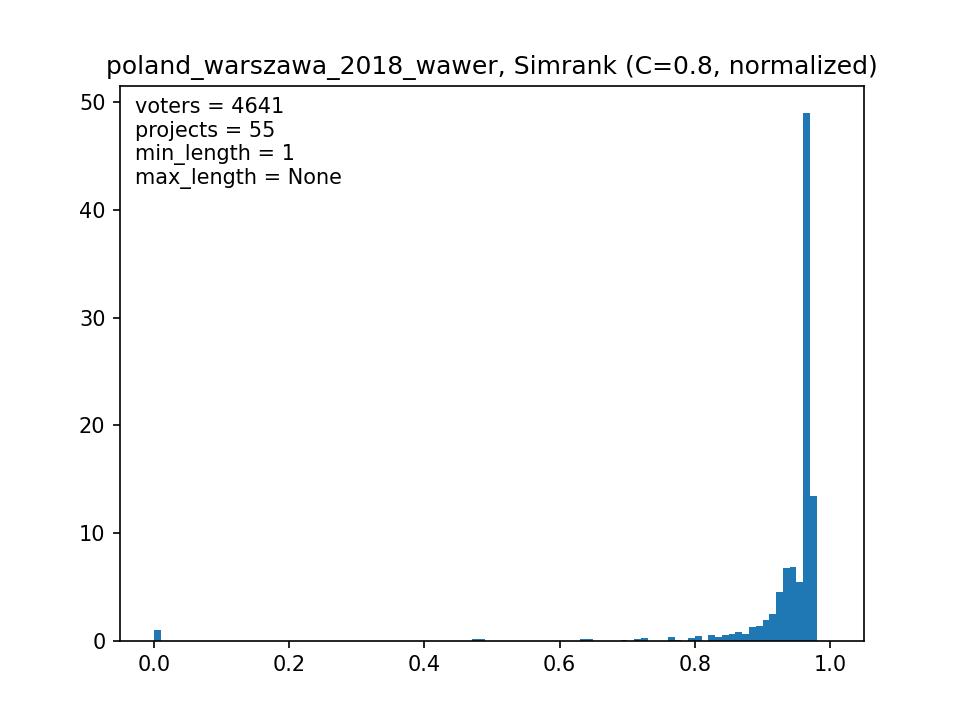 poland_warszawa_2018_wawer, Simrank (C=0.8, normalized)
voters = 4641
projects = 55
min_length = 1
max_length = None
50
40
30
20
10
0
0.0 0.2 0.4 0.6 0.8 1.0